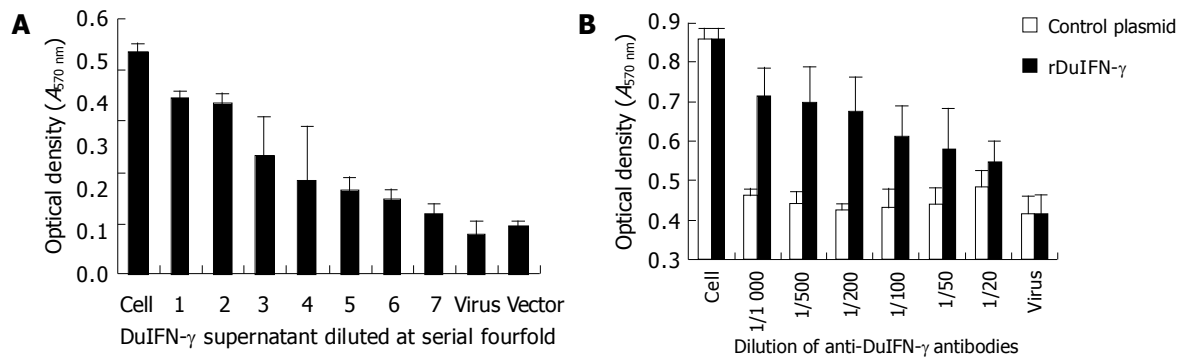 A
Optical density (A570 nm)
0.6
0.5
0.4
0.3
0.2
0.1
0.0
Cell 1 2 3 4 5 6 7 Virus Vector
DuIFN-γ supernatant diluted at serial fourfold
B
Optical density (A570 nm)
0.9
0.8
0.7
0.6
0.5
0.4
0.3
Control plasmid
rDuIFN-γ
Cell 1/1 000 1/500 1/200 1/100 1/50 1/20 Virus
Dilution of anti-DuIFN-γ antibodies